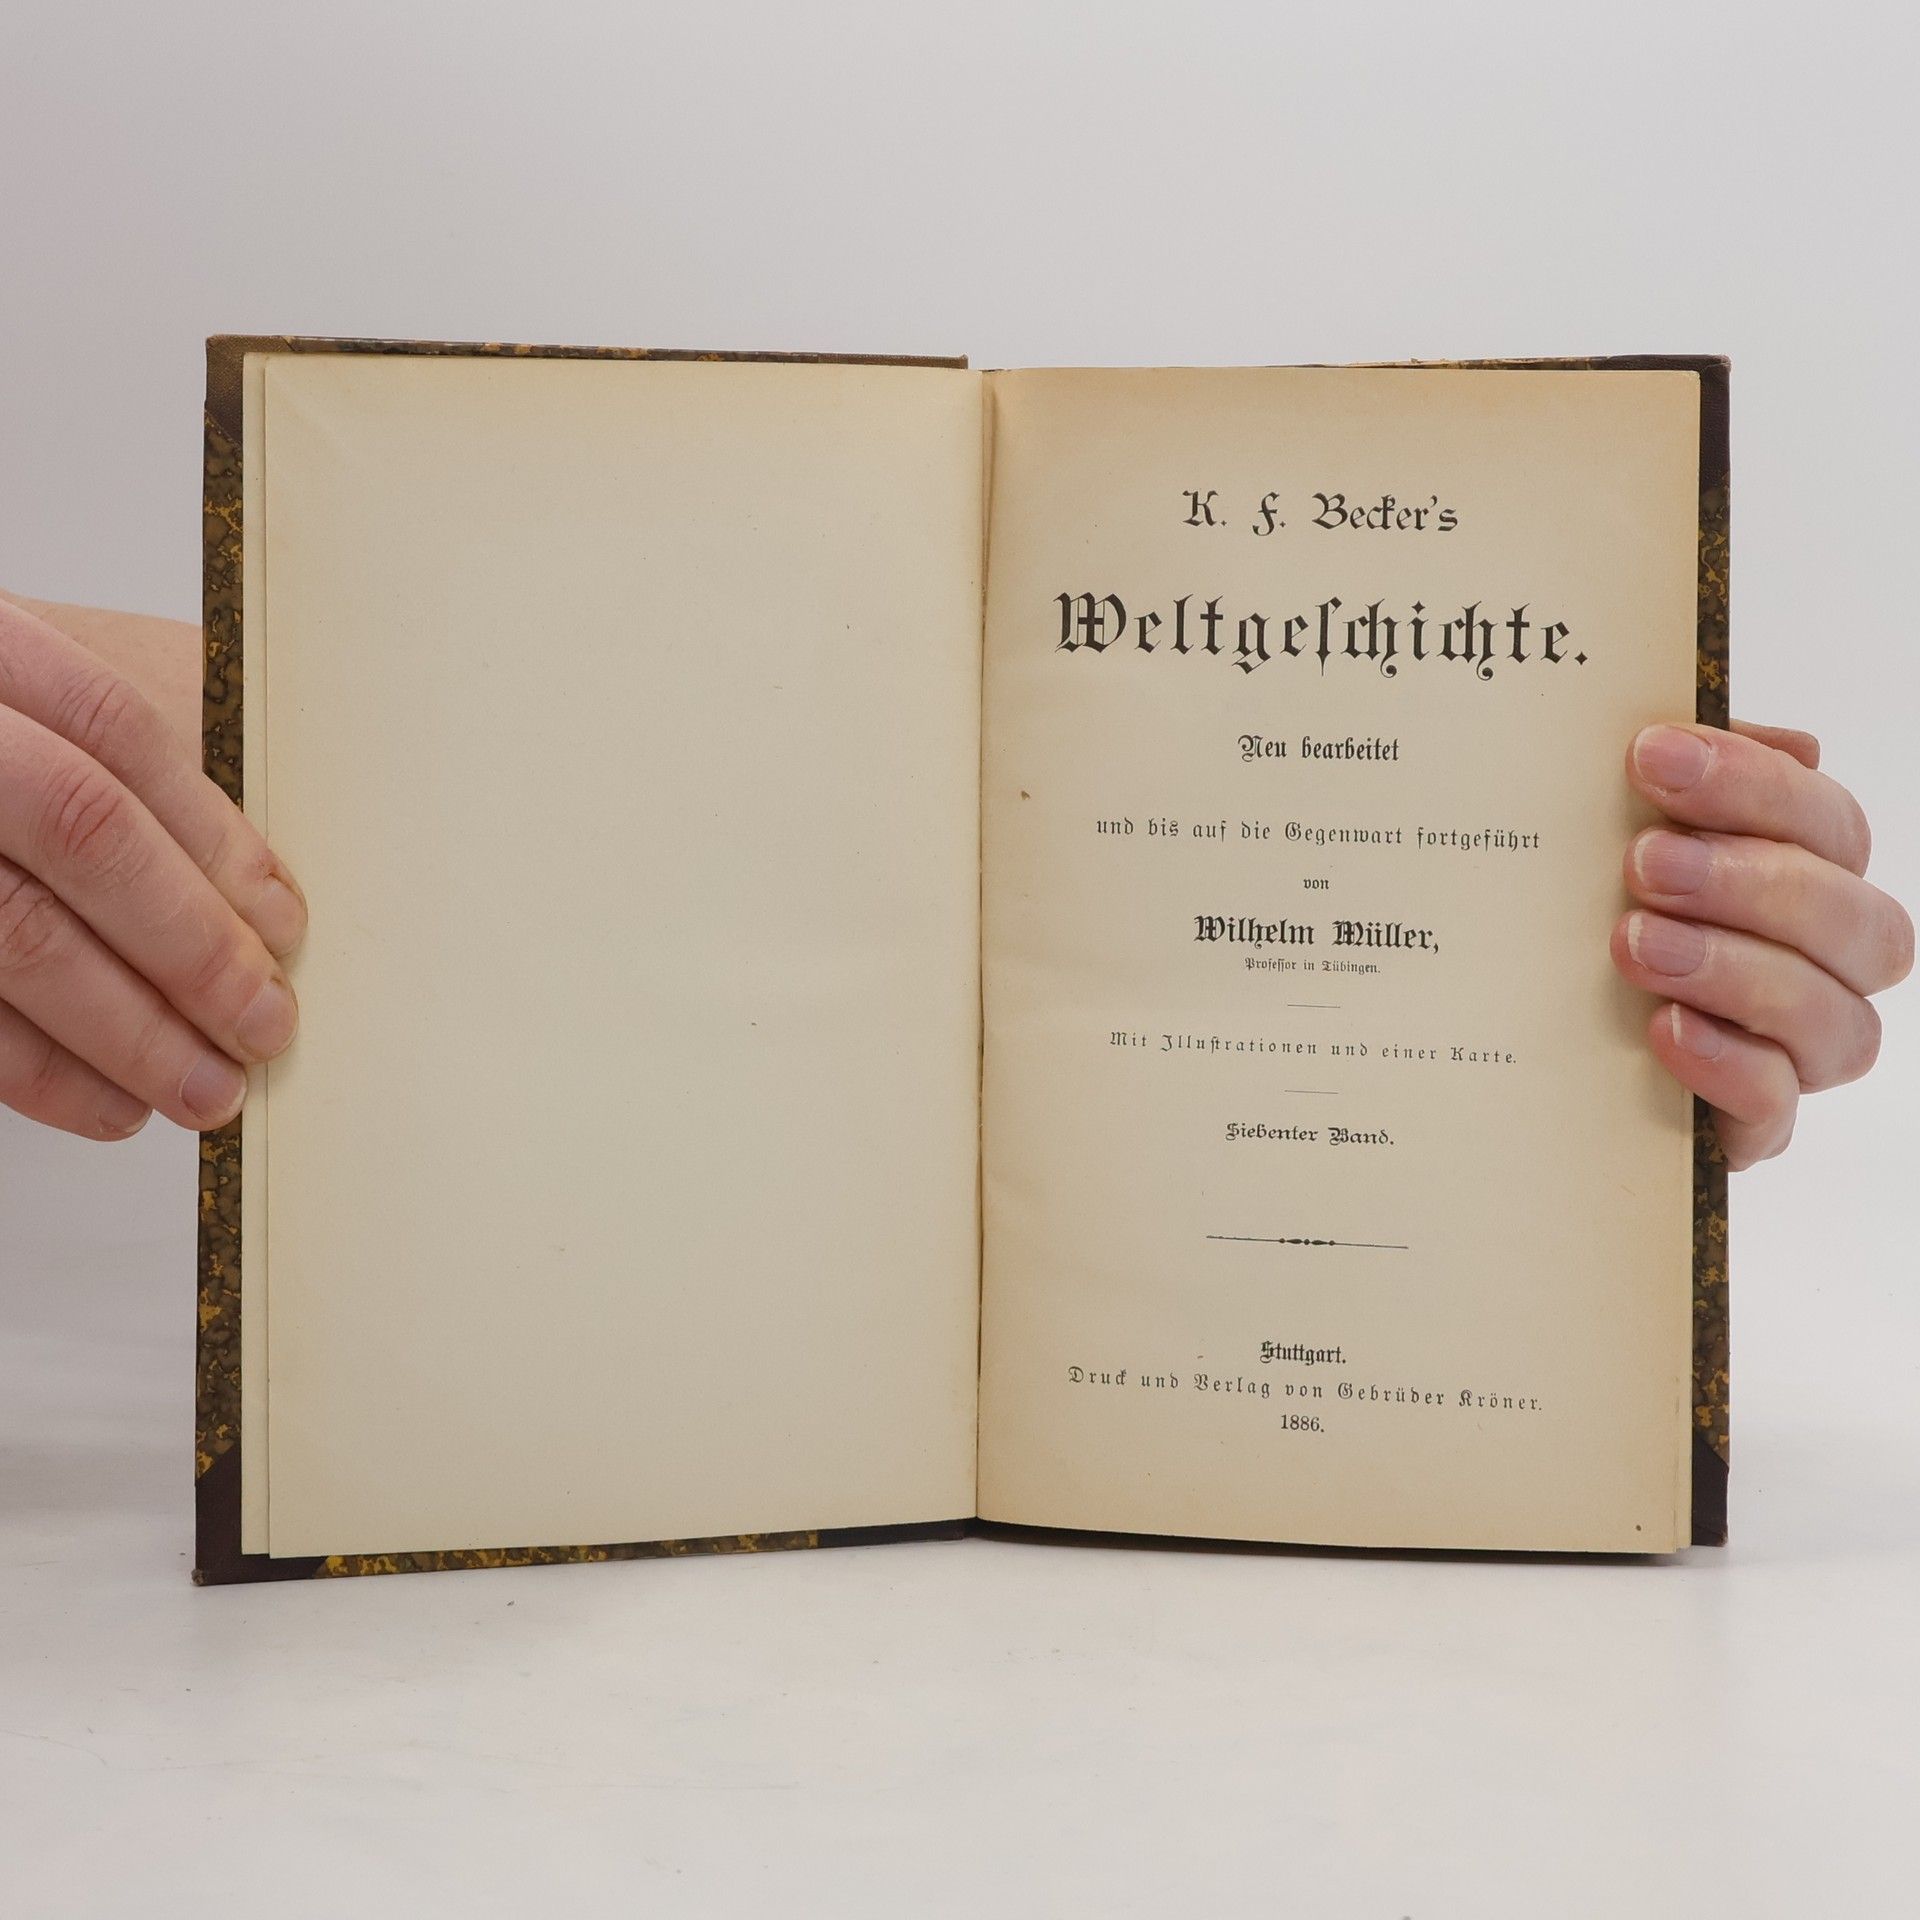 K. F. Becker's
Weltgeſchichte.
Neu bearbeitet
und bis auf die Gegenwart fortgeführt
von
Wilhelm Müller,
Profeſſor in Tübingen.
Mit Illuſtrationen und einer Karte.
Siebenter Band.
Stuttgart.
Druck und Verlag von Gebrüder Kröner.
1886.